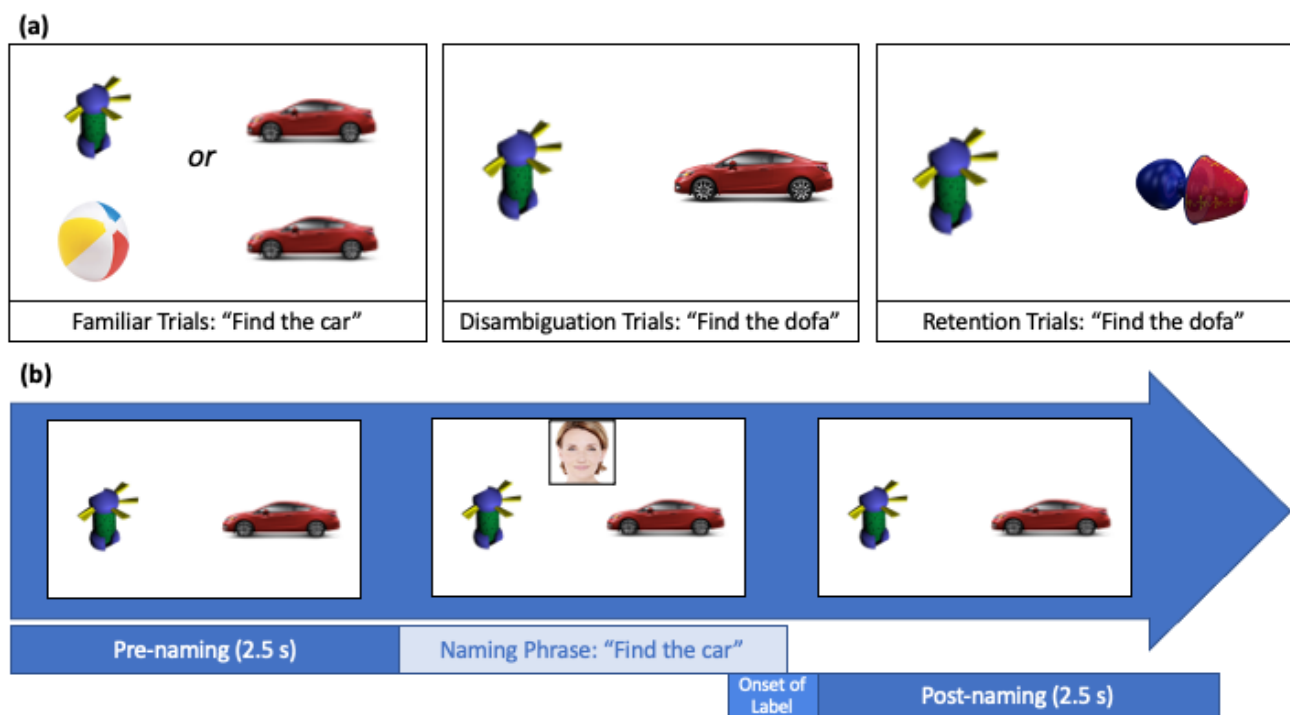 (a)
or
Familiar Trials: “Find the car”
Disambiguation Trials: “Find the dofa”
Retention Trials: “Find the dofa”
(b)
Pre-naming (2.5 s)
Naming Phrase: “Find the car”
Onset of
Label
Post-naming (2.5 s)